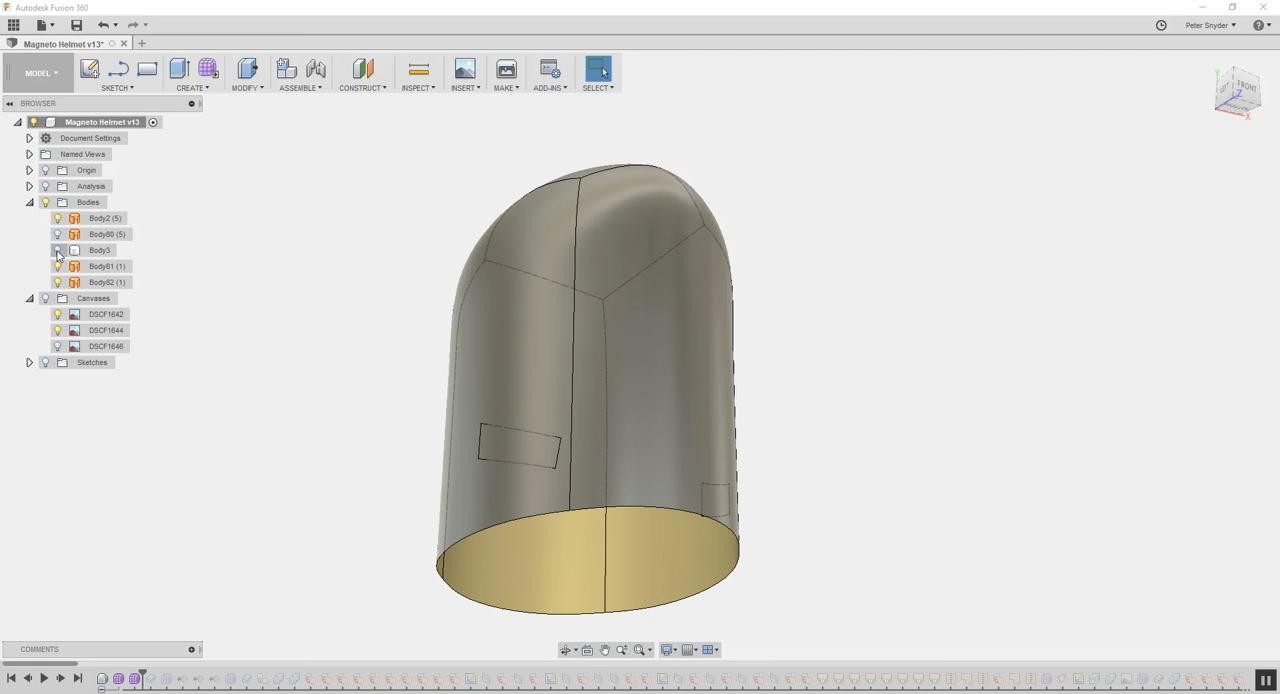 Autodesk Fusion 360
Peter Snyder
Magneto Helmet v13*
MODEL
SKETCH
CREATE
MODIFY
ASSEMBLE
CONSTRUCT
INSPECT
INSERT
MAKE
ADD-INS
SELECT
FRONT
Y
Z
X
BROWSER
Magneto Helmet v13
Document Settings
Named Views
Origin
Analysis
Bodies
Body2 (5)
Body80 (5)
Body3
Body81 (1)
Body82 (1)
Canvases
DSCF1642
DSCF1644
DSCF1646
Sketches
COMMENTS